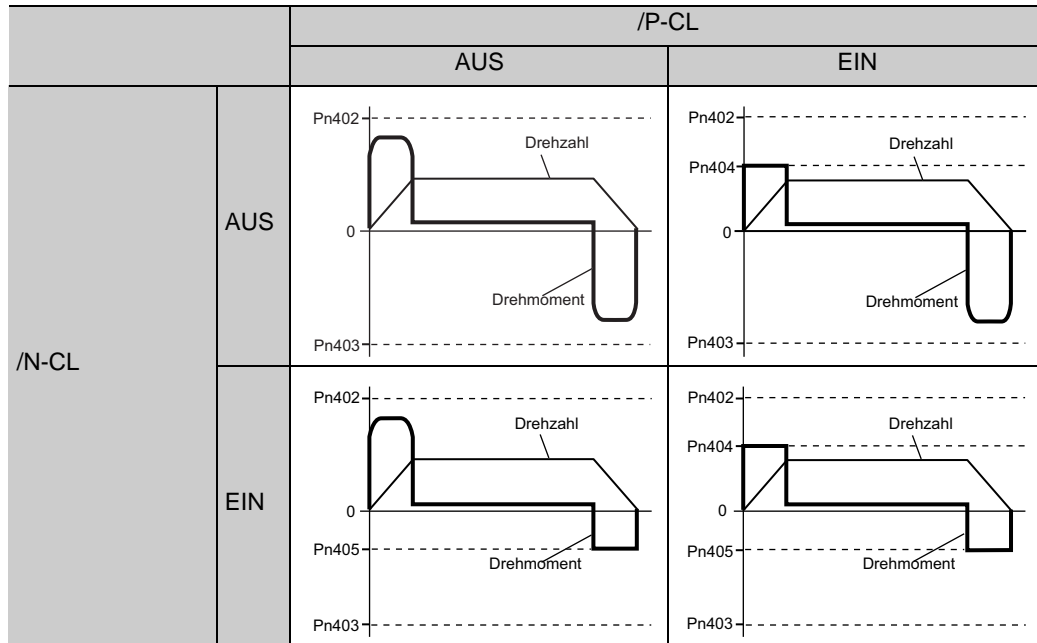 /P-CL
AUS EIN
/N-CL
AUS
Pn402
Drehzahl
0
Drehmoment
Pn403
Pn402
Pn404
Drehzahl
0
Drehmoment
Pn403
EIN
Pn402
Drehzahl
0
Pn405
Drehmoment
Pn403
Pn402
Pn404
Drehzahl
0
Pn405
Drehmoment
Pn403